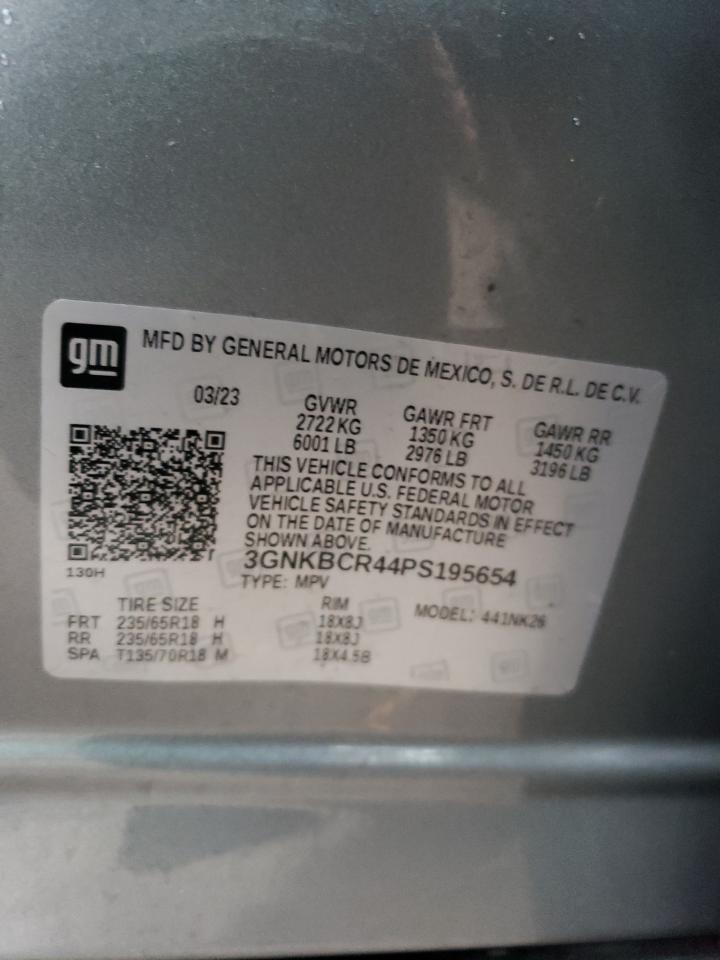 gm
MFD BY GENERAL MOTORS DE MEXICO, S. DE R.L. DE C.V.
03/23
GVWR
2722 KG
6001 LB
GAWR FRT
1350 KG
2976 LB
GAWR RR
1450 KG
3196 LB
THIS VEHICLE CONFORMS TO ALL
APPLICABLE U.S. FEDERAL MOTOR
VEHICLE SAFETY STANDARDS IN EFFECT
ON THE DATE OF MANUFACTURE
SHOWN ABOVE.
130H
3GNKBCR44PS195654
TYPE: MPV
TIRE SIZE RIM MODEL: 441NK26
FRT 235/65R18 H 18X8J
RR 235/65R18 H 18X8J
SPA T135/70R18 M 18X4.5B